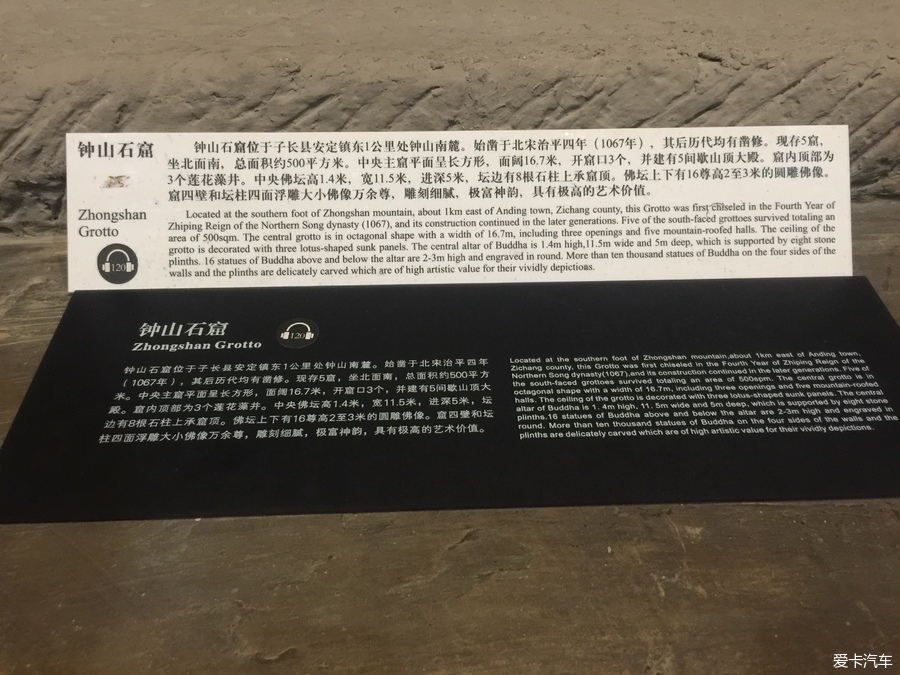 钟山石窟
Zhongshan
Grotto
120
钟山石窟位于子长县安定镇东1公里处钟山南麓。始凿于北宋治平四年（1067年），其后历代均有凿修。现存5窟，
坐北面南，总面积约500平方米。中央主窟平面呈长方形，面阔16.7米，开窟口3个，并建有5间歇山顶大殿。窟内顶部为
3个莲花藻井。中央佛坛高1.4米，宽11.5米，进深5米，坛边有8根石柱上承窟顶。佛坛上下有16尊高2至3米的圆雕佛像。
窟四壁和坛柱四面浮雕大小佛像万余尊，雕刻细腻，极富神韵，具有极高的艺术价值。
Located at the southern foot of Zhongshan mountain, about 1km east of Anding town, Zichang county, this Grotto was first chiseled in the Fourth Year of
Zhiping Reign of the Northern Song dynasty (1067), and its construction continued in the later generations. Five of the south-faced grottoes survived totaling an
area of 500sqm. The central grotto is in octagonal shape with a width of 16.7m, including three openings and five mountain-roofed halls. The ceiling of the
grotto is decorated with three lotus-shaped sunk panels. The central altar of Buddha is 1.4m high,11.5m wide and 5m deep, which is supported by eight stone
plinths. 16 statues of Buddha above and below the altar are 2-3m high and engraved in round. More than ten thousand statues of Buddha on the four sides of the
walls and the plinths are delicately carved which are of high artistic value for their vividly depictions.
钟山石窟
Zhongshan Grotto
120
钟山石窟位于子长县安定镇东1公里处钟山南麓。始凿于北宋治平四年
（1067年），其后历代均有凿修。现存5窟，坐北面南，总面积约500平方
米。中央主窟平面呈长方形，面阔16.7米，开窟口3个，并建有5间歇山顶大
殿。窟内顶部为3个莲花藻井。中央佛坛高1.4米，宽11.5米，进深5米，坛
边有8根石柱上承窟顶。佛坛上下有16尊高2至3米的圆雕佛像。窟四壁和坛
柱四面浮雕大小佛像万余尊，雕刻细腻，极富神韵，具有极高的艺术价值。
Located at the southern foot of Zhongshan mountain,about 1km east of Anding town,
Zichang county, this Grotto was first chiseled in the Fourth Year of Zhiping Reign of the
Northern Song dynasty(1067),and its construction continued in the later generations. Five of
the south-faced grottoes survived totaling an area of 500sqm. The central grotto is in
octagonal shape with a width of 16.7m, including three openings and five mountain-roofed
halls. The ceiling of the grotto is decorated with three lotus-shaped sunk panels. The central
altar of Buddha is 1. 4m high, 11. 5m wide and 5m deep, which is supported by eight stone
plinths.16 statues of Buddha above and below the altar are 2-3m high and engraved in
round. More than ten thousand statues of Buddha on the four sides of the walls and the
plinths are delicately carved which are of high artistic value for their vividly depictions.
爱卡汽车